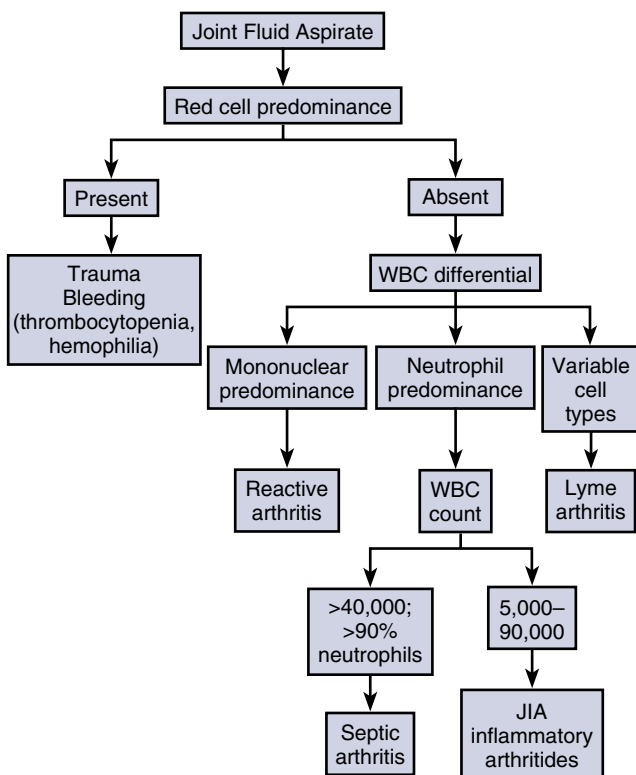 Joint Fluid Aspirate
Red cell predominance
Present
Absent
Trauma
Bleeding
(thrombocytopenia,
hemophilia)
WBC differential
Mononuclear
predominance
Neutrophil
predominance
Variable
cell
types
Reactive
arthritis
WBC
count
Lyme
arthritis
>40,000;
>90%
neutrophils
5,000–
90,000
Septic
arthritis
JIA
inflammatory
arthritides